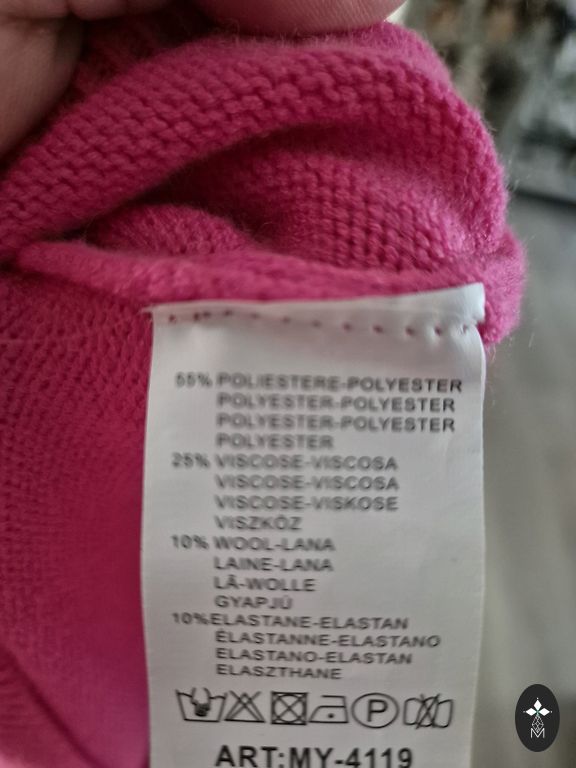 55% POLIESTERE-POLYESTER
POLYESTER-POLYESTER
POLYESTER-POLYESTER
POLYESTER
25% VISCOSE-VISCOSA
VISCOSE-VISCOSA
VISCOSE-VISKOSE
VISZKÓZ
10% WOOL-LANA
LAINE-LANA
LÃ-WOLLE
GYAPJÚ
10%ELASTANE-ELASTAN
ÉLASTANNE-ELASTANO
ELASTANO-ELASTAN
ELASZTHANE
P
ART:MY-4119
M